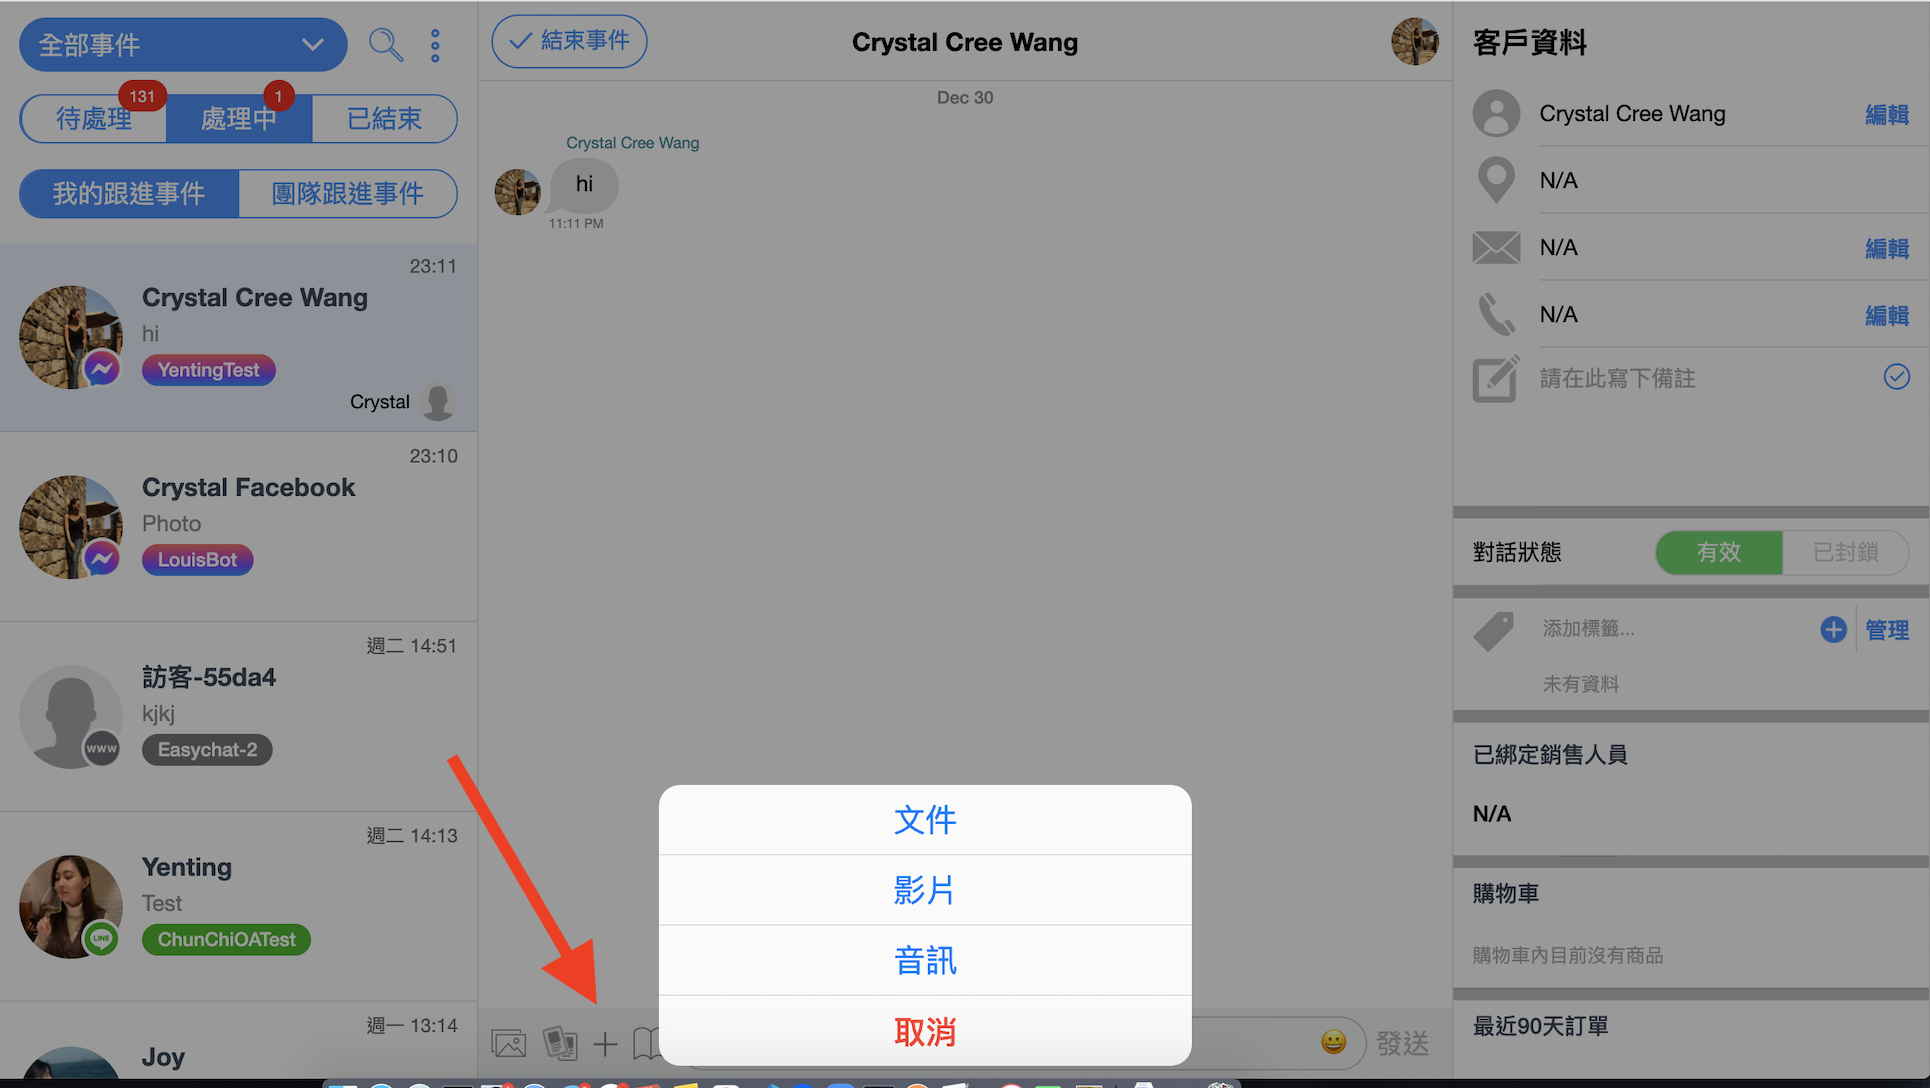 全部事件
待處理
131
處理中
1
已結束
我的跟進事件
團隊跟進事件
23:11
Crystal Cree Wang
hi
YentingTest
Crystal
23:10
Crystal Facebook
Photo
LouisBot
週二 14:51
訪客-55da4
kjkj
www
Easychat-2
週二 14:13
Yenting
Test
LINE
ChunChiOATest
週一 13:14
Joy
結束事件
Crystal Cree Wang
Dec 30
Crystal Cree Wang
hi
11:11 PM
文件
影片
音訊
取消
發送
客戶資料
Crystal Cree Wang
編輯
N/A
N/A
編輯
N/A
編輯
請在此寫下備註
對話狀態
有效
已封鎖
添加標籤...
管理
未有資料
已綁定銷售人員
N/A
購物車
購物車內目前沒有商品
最近90天訂單